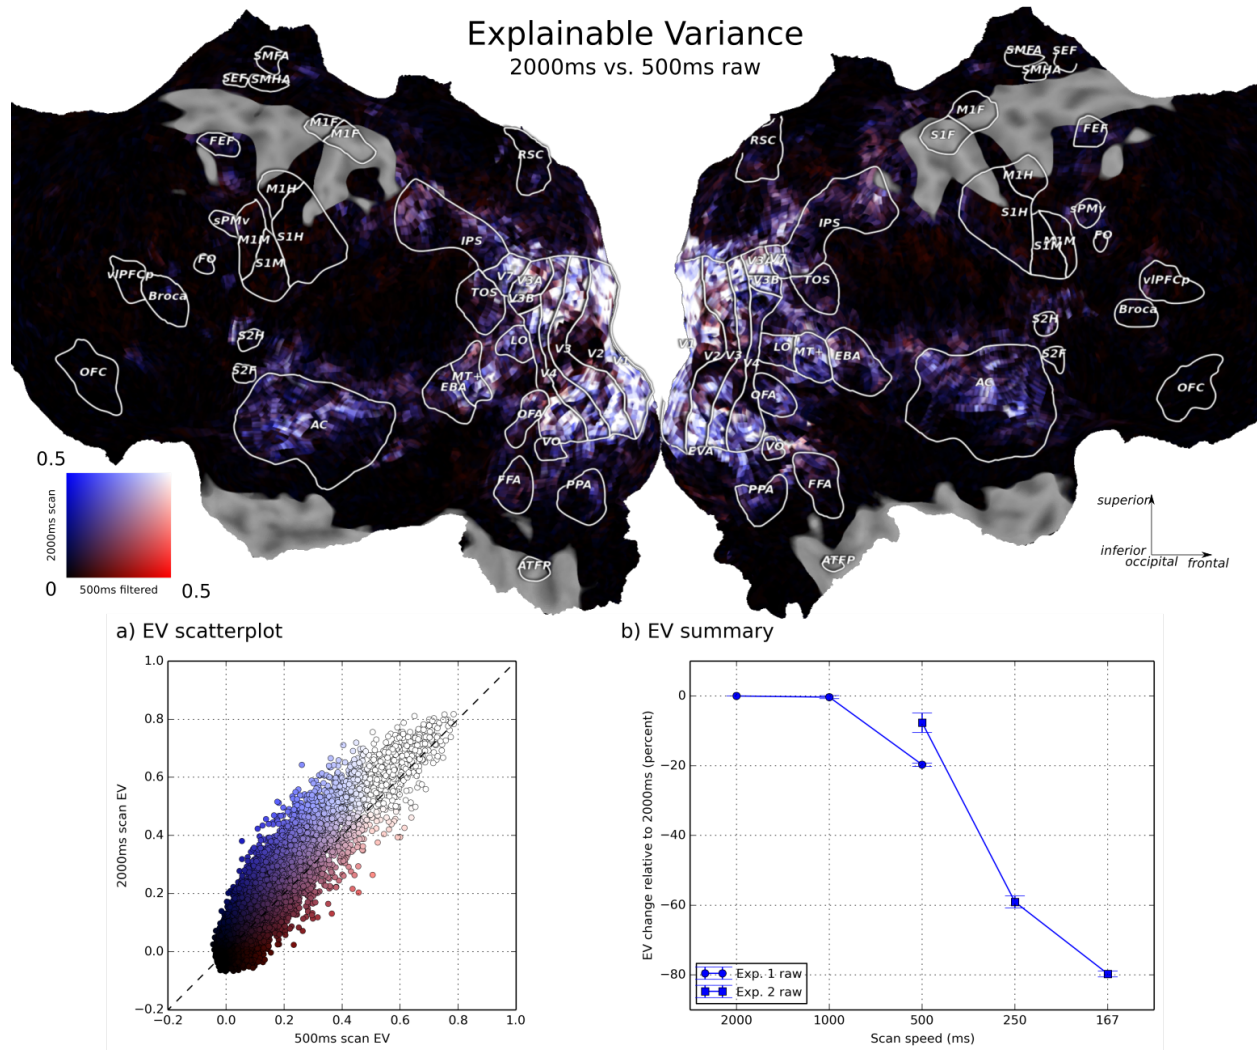 Explainable Variance
2000ms vs. 500ms raw
SMFA
SEF
SMHA
FEF
M1F
M1F
RSC
M1H
sPMv
M1M
S1H
S1M
FO
IPS
vlPFCp
Broca
V7
V3A
TOS
V3B
S2H
LO
V3
V2
V1
V4
OFC
S2F
MT+
EBA
AC
OFA
VO
FFA
PPA
ATFP
SMFA
SEF
SMHA
M1F
S1F
FEF
RSC
M1H
S1H
sPMv
M1M
S1M
FO
IPS
V3A
V7
V3B
TOS
vlPFCp
Broca
S2H
V1
V2
V3
V4
LO
MT+
EBA
S2F
AC
OFC
OFA
EVA
VO
PPA
FFA
ATFP
0.5
2000ms scan
0
500ms filtered
0.5
superior
inferior
occipital frontal
a) EV scatterplot
1.0
0.8
0.6
0.4
0.2
0.0
−0.2
2000ms scan EV
−0.2 0.0 0.2 0.4 0.6 0.8 1.0
500ms scan EV
b) EV summary
0
−20
−40
−60
−80
EV change relative to 2000ms (percent)
Exp. 1 raw
Exp. 2 raw
2000 1000 500 250 167
Scan speed (ms)